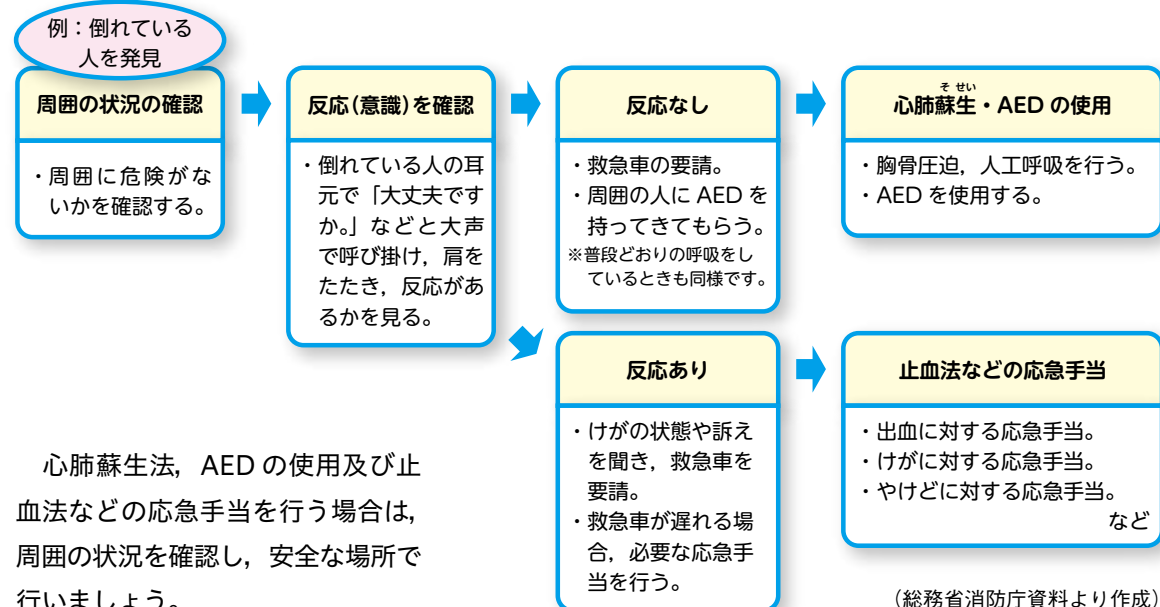 例：倒れている
人を発見
周囲の状況の確認
・周囲に危険がな
いかを確認する。
反応(意識)を確認
・倒れている人の耳
元で「大丈夫です
か。」などと大声
で呼び掛け，肩を
たたき，反応があ
るかを見る。
反応なし
・救急車の要請。
・周囲の人に AED を
持ってきてもらう。
※普段どおりの呼吸をし
ているときも同様です。
そせい
心肺蘇生・AED の使用
・胸骨圧迫，人工呼吸を行う。
・AED を使用する。
反応あり
・けがの状態や訴え
を聞き，救急車を
要請。
・救急車が遅れる場
合，必要な応急手
当を行う。
止血法などの応急手当
・出血に対する応急手当。
・けがに対する応急手当。
・やけどに対する応急手当。
など
心肺蘇生法，AED の使用及び止
血法などの応急手当を行う場合は，
周囲の状況を確認し，安全な場所で
行いましょう。
（総務省消防庁資料より作成）